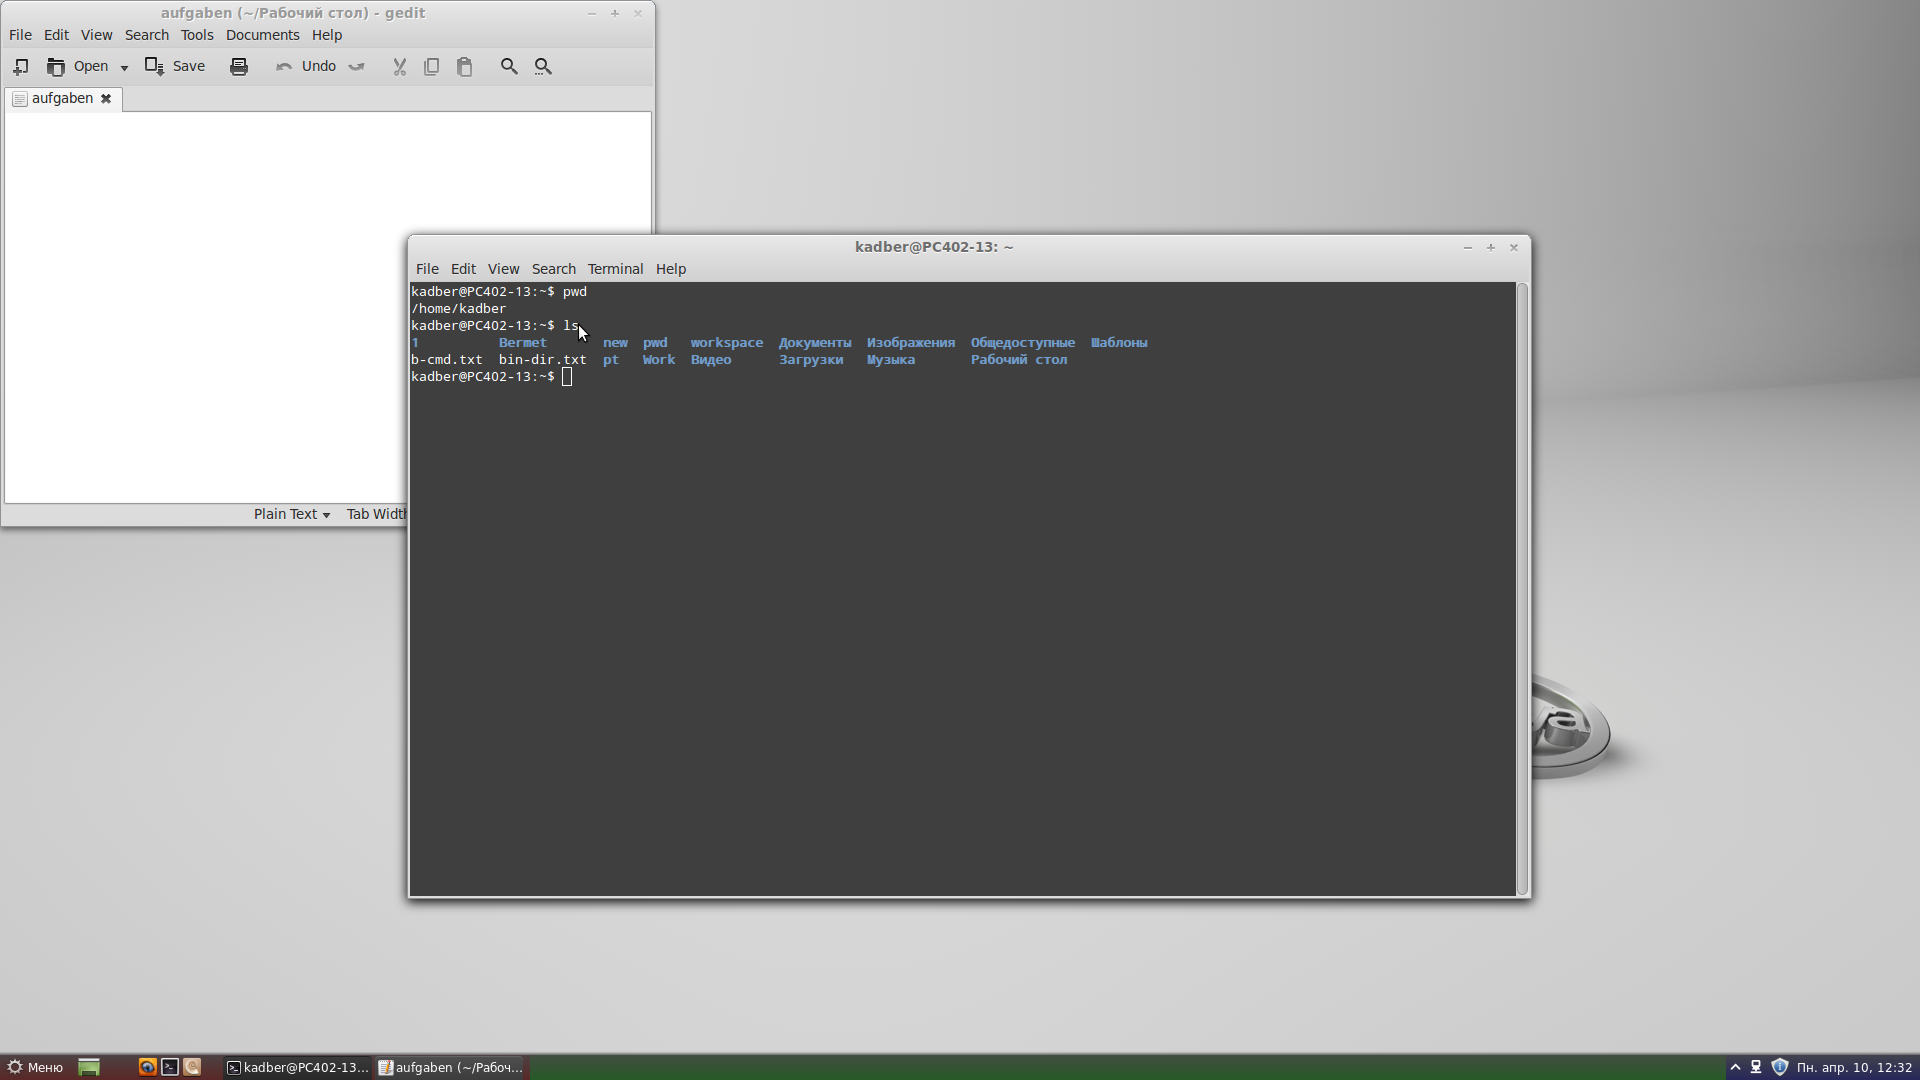 aufgaben (~/Рабочий стол) - gedit
File Edit View Search Tools Documents Help
Open Save Undo
aufgaben
Plain Text Tab Width
kadber@PC402-13: ~
File Edit View Search Terminal Help
kadber@PC402-13:~$ pwd
/home/kadber
kadber@PC402-13:~$ ls
1 Bermet new pwd workspace Документы Изображения Общедоступные Шаблоны
b-cmd.txt bin-dir.txt pt Work Видео Загрузки Музыка Рабочий стол
kadber@PC402-13:~$
Меню kadber@PC402-13... aufgaben (~/Рабоч... Пн. апр. 10, 12:32